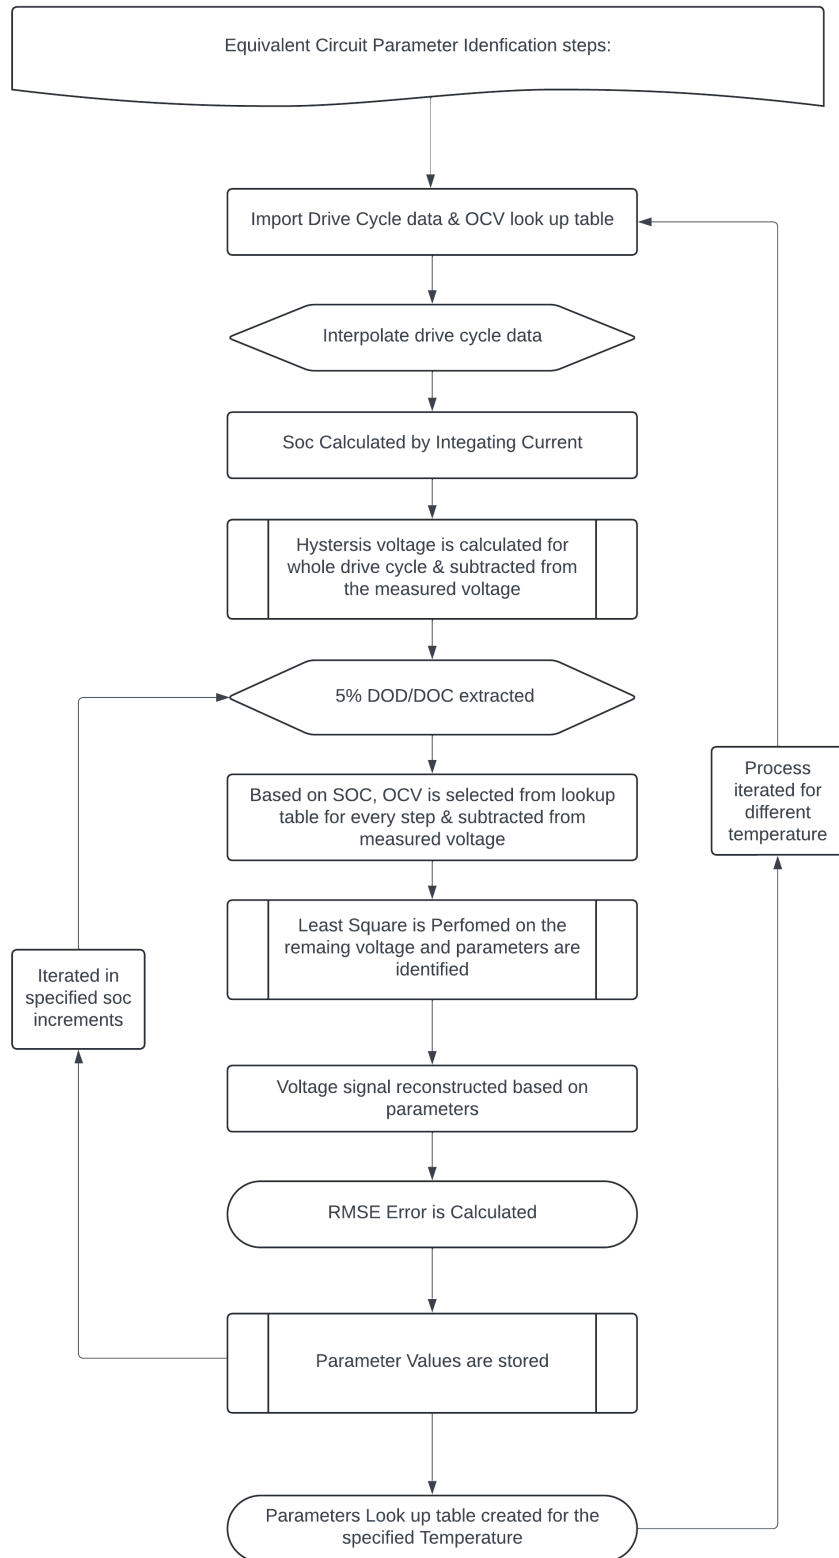 Equivalent Circuit Parameter Idenfication steps:
Import Drive Cycle data & OCV look up table
Interpolate drive cycle data
Soc Calculated by Integating Current
Hystersis voltage is calculated for
whole drive cycle & subtracted from
the measured voltage
5% DOD/DOC extracted
Based on SOC, OCV is selected from lookup
table for every step & subtracted from
measured voltage
Process
iterated for
different
temperature
Least Square is Perfomed on the
remaing voltage and parameters are
identified
Iterated in
specified soc
increments
Voltage signal reconstructed based on
parameters
RMSE Error is Calculated
Parameter Values are stored
Parameters Look up table created for the
specified Temperature